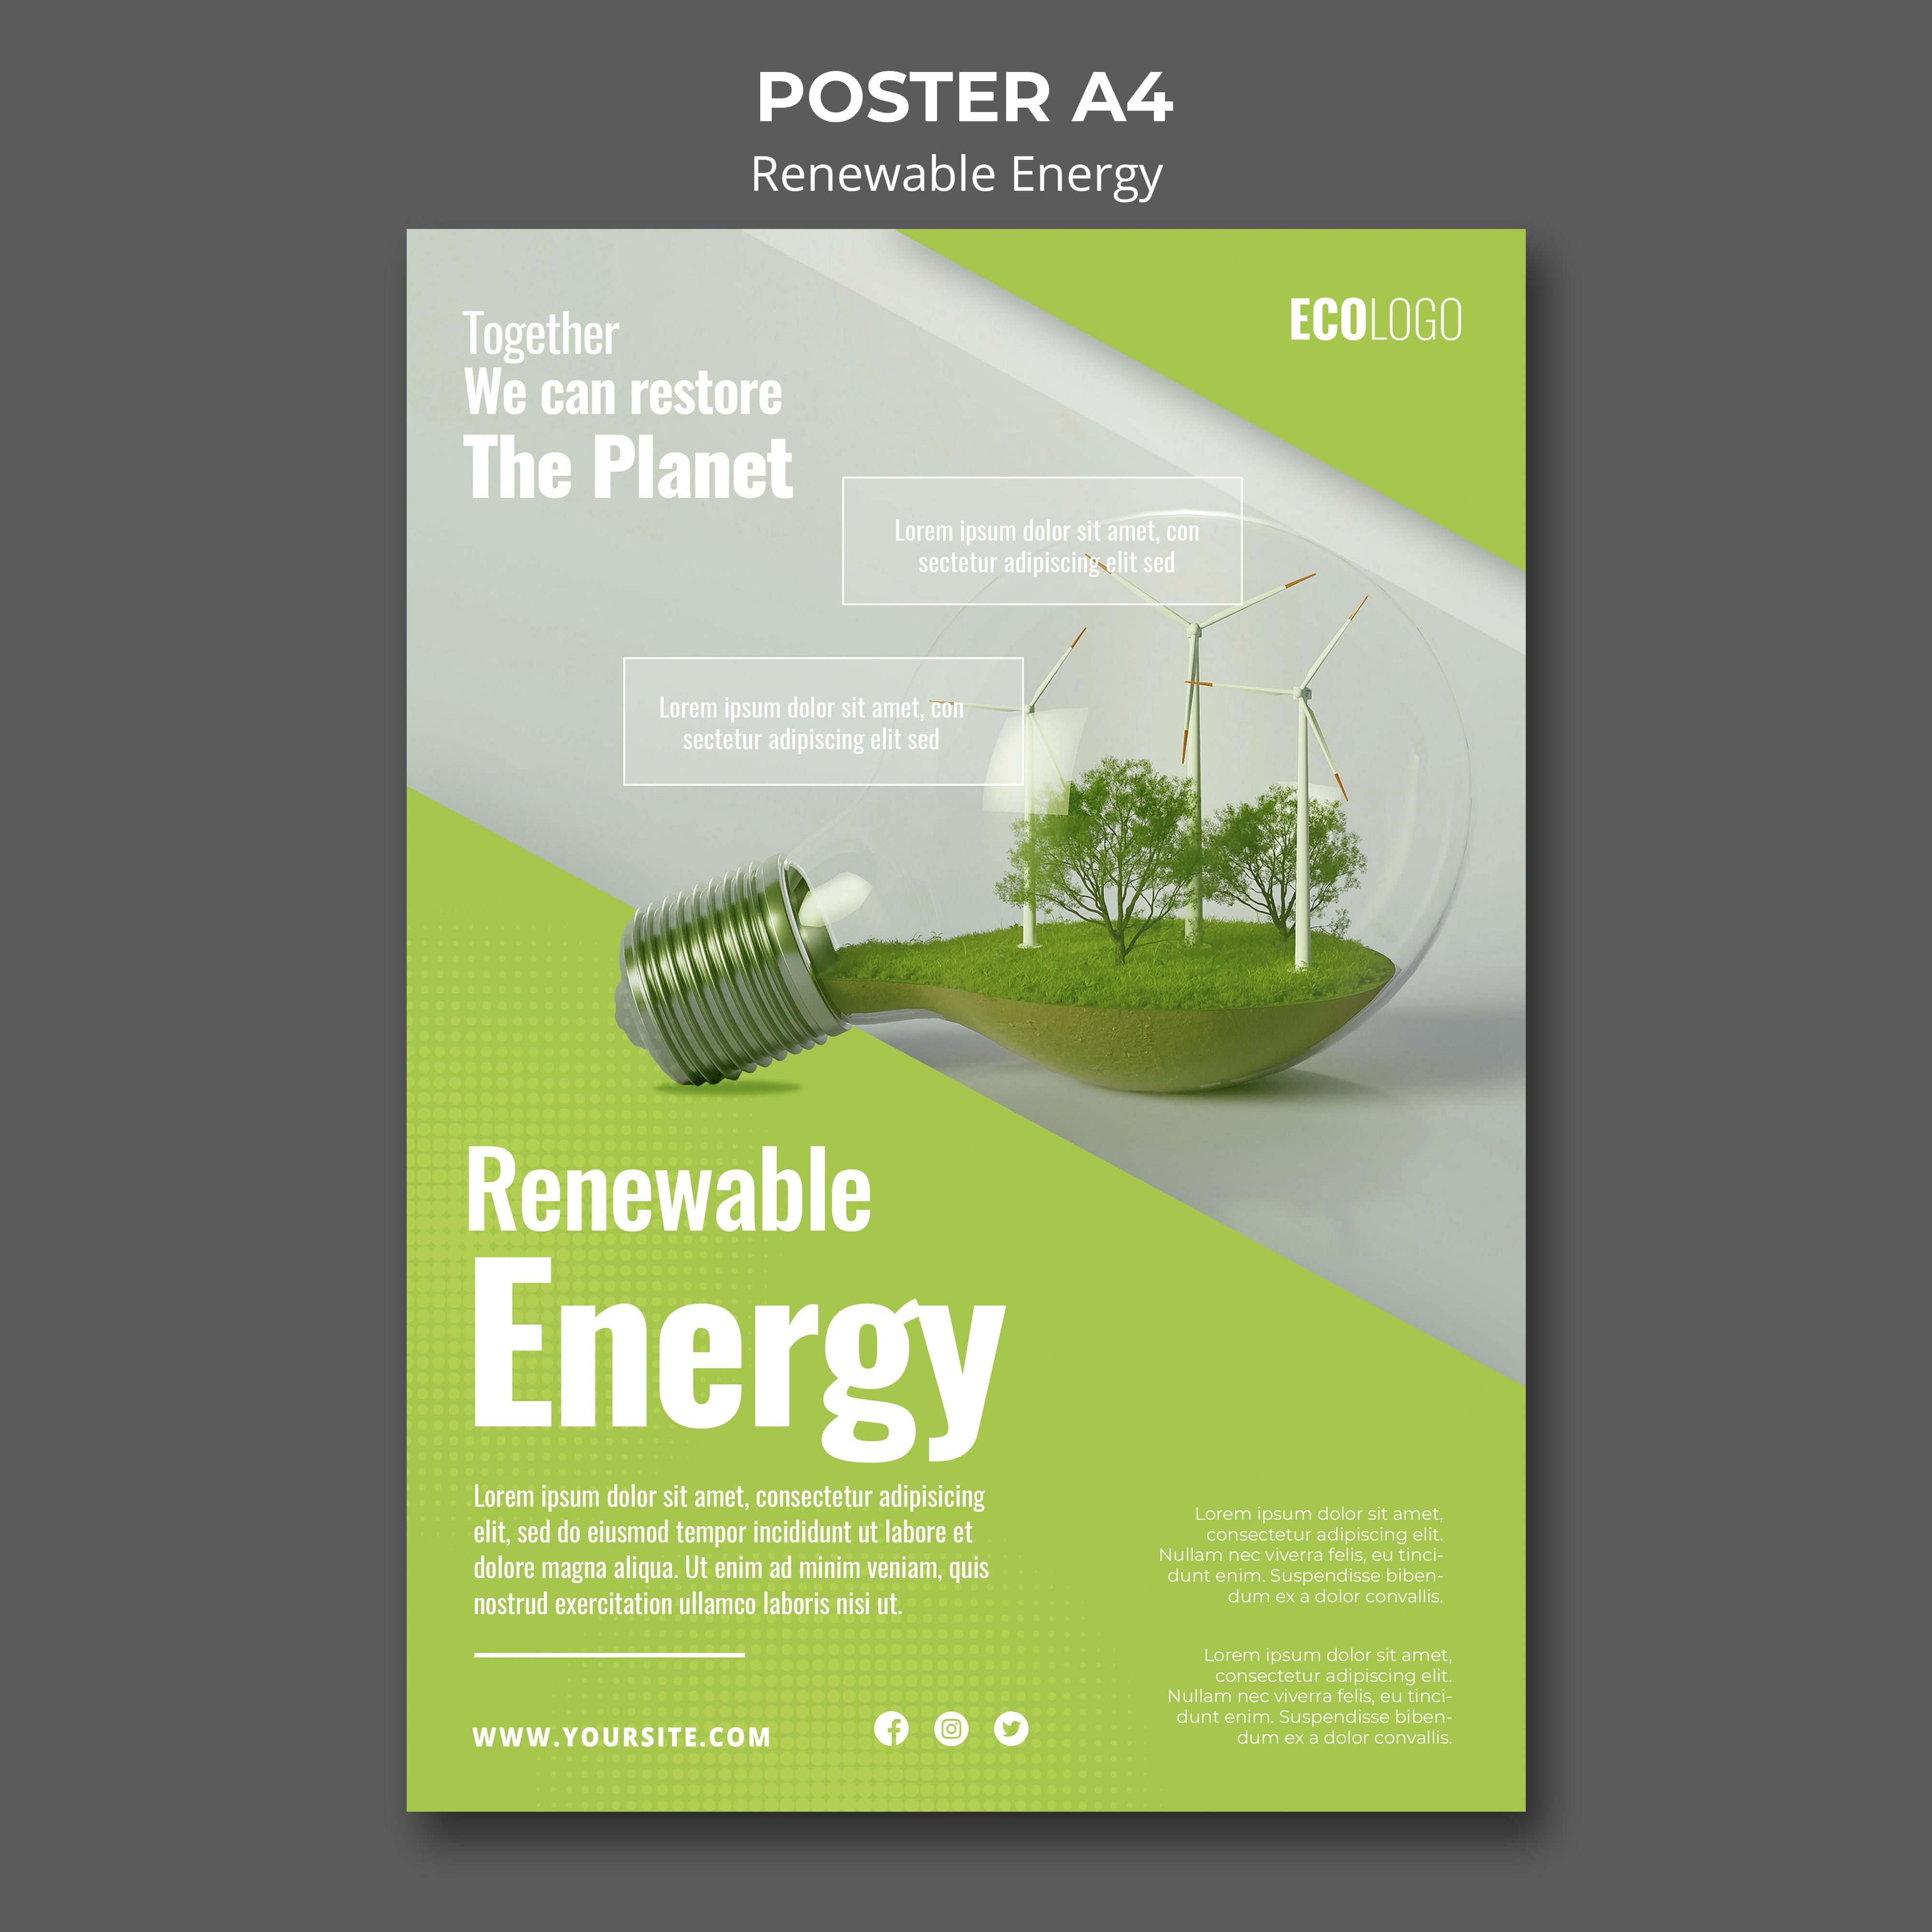 POSTER A4
Renewable Energy
ECOLOGO
Together
We can restore
The Planet
Lorem ipsum dolor sit amet, con
sectetur adipiscing elit sed
Lorem ipsum dolor sit amet, con
sectetur adipiscing elit sed
Renewable
Energy
Lorem ipsum dolor sit amet, consectetur adipisicing
elit, sed do eiusmod tempor incididunt ut labore et
dolore magna aliqua. Ut enim ad minim veniam, quis
nostrud exercitation ullamco laboris nisi ut.
WWW.YOURSITE.COM
Lorem ipsum dolor sit amet,
consectetur adipiscing elit.
Nullam nec viverra felis, eu tinci-
dunt enim. Suspendisse biben-
dum ex a dolor convallis.
Lorem ipsum dolor sit amet,
consectetur adipiscing elit.
Nullam nec viverra felis, eu tinci-
dunt enim. Suspendisse biben-
dum ex a dolor convallis.